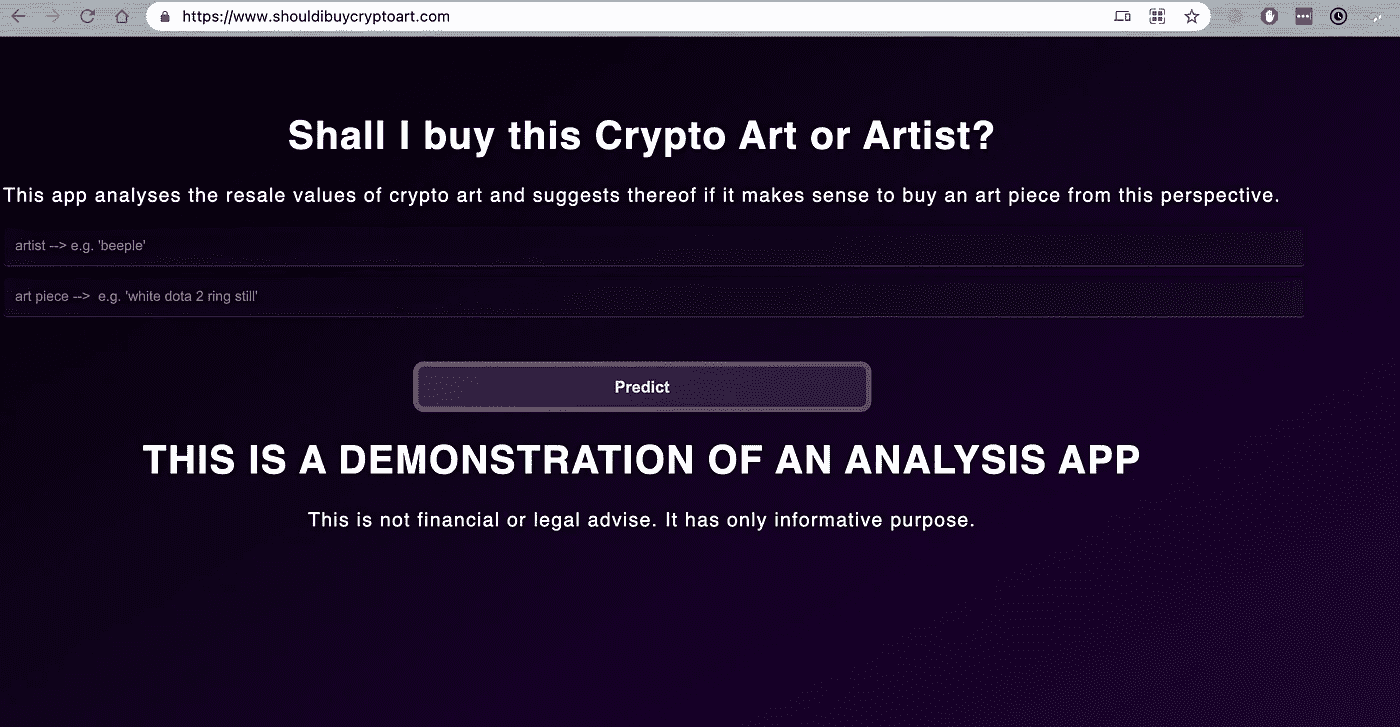 https://www.shouldibuycryptoart.com
Shall I buy this Crypto Art or Artist?
This app analyses the resale values of crypto art and suggests thereof if it makes sense to buy an art piece from this perspective.
artist --> e.g. 'beeple'
art piece --> e.g. 'white dota 2 ring still'
Predict
THIS IS A DEMONSTRATION OF AN ANALYSIS APP
This is not financial or legal advise. It has only informative purpose.